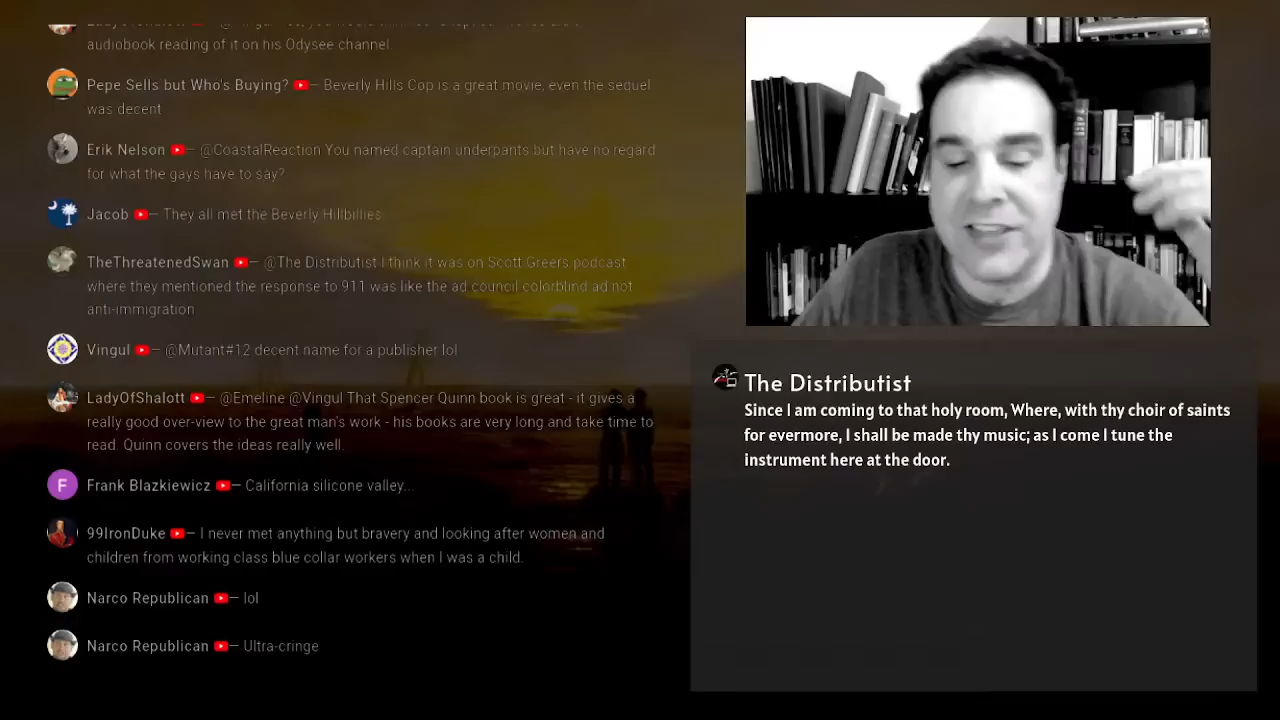 audiobook reading of it on his Odysee channel.
Pepe Sells but Who's Buying? — Beverly Hills Cop is a great movie, even the sequel
was decent
Erik Nelson — @CoastalReaction You named captain underpants but have no regard
for what the gays have to say?
Jacob — They all met the Beverly Hillbillies
TheThreatenedSwan — @The Distributist I think it was on Scott Greers podcast
where they mentioned the response to 911 was like the ad council colorblind ad not
anti-immigration
Vingul — @Mutant#12 decent name for a publisher lol
LadyOfShalott — @Emeline @Vingul That Spencer Quinn book is great - it gives a
really good over-view to the great man's work - his books are very long and take time to
read. Quinn covers the ideas really well.
F
Frank Blazkiewicz — California silicone valley...
99IronDuke — I never met anything but bravery and looking after women and
children from working class blue collar workers when I was a child.
Narco Republican — lol
Narco Republican — Ultra-cringe
The Distributist
Since I am coming to that holy room, Where, with thy choir of saints
for evermore, I shall be made thy music; as I come I tune the
instrument here at the door.